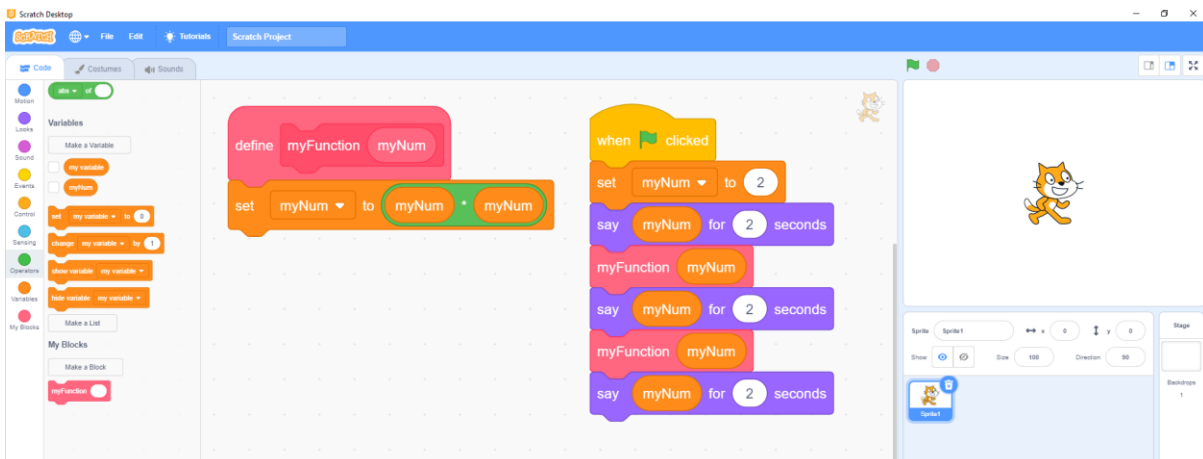 Scratch Desktop
SCRATCH File Edit Tutorials Scratch Project
Code Costumes Sounds
Motion
Looks
Sound
Events
Control
Sensing
Operators
Variables
My Blocks
abs of
Variables
Make a Variable
my variable
myNum
set my variable to 0
change my variable by 1
show variable my variable
hide variable my variable
Make a List
My Blocks
Make a Block
myFunction
define myFunction myNum
set myNum to myNum * myNum
when clicked
set myNum to 2
say myNum for 2 seconds
myFunction myNum
say myNum for 2 seconds
myFunction myNum
say myNum for 2 seconds
Sprite Sprite1 x 0 y 0
Show Size 100 Direction 90
Sprite1
Stage
Backdrops
1